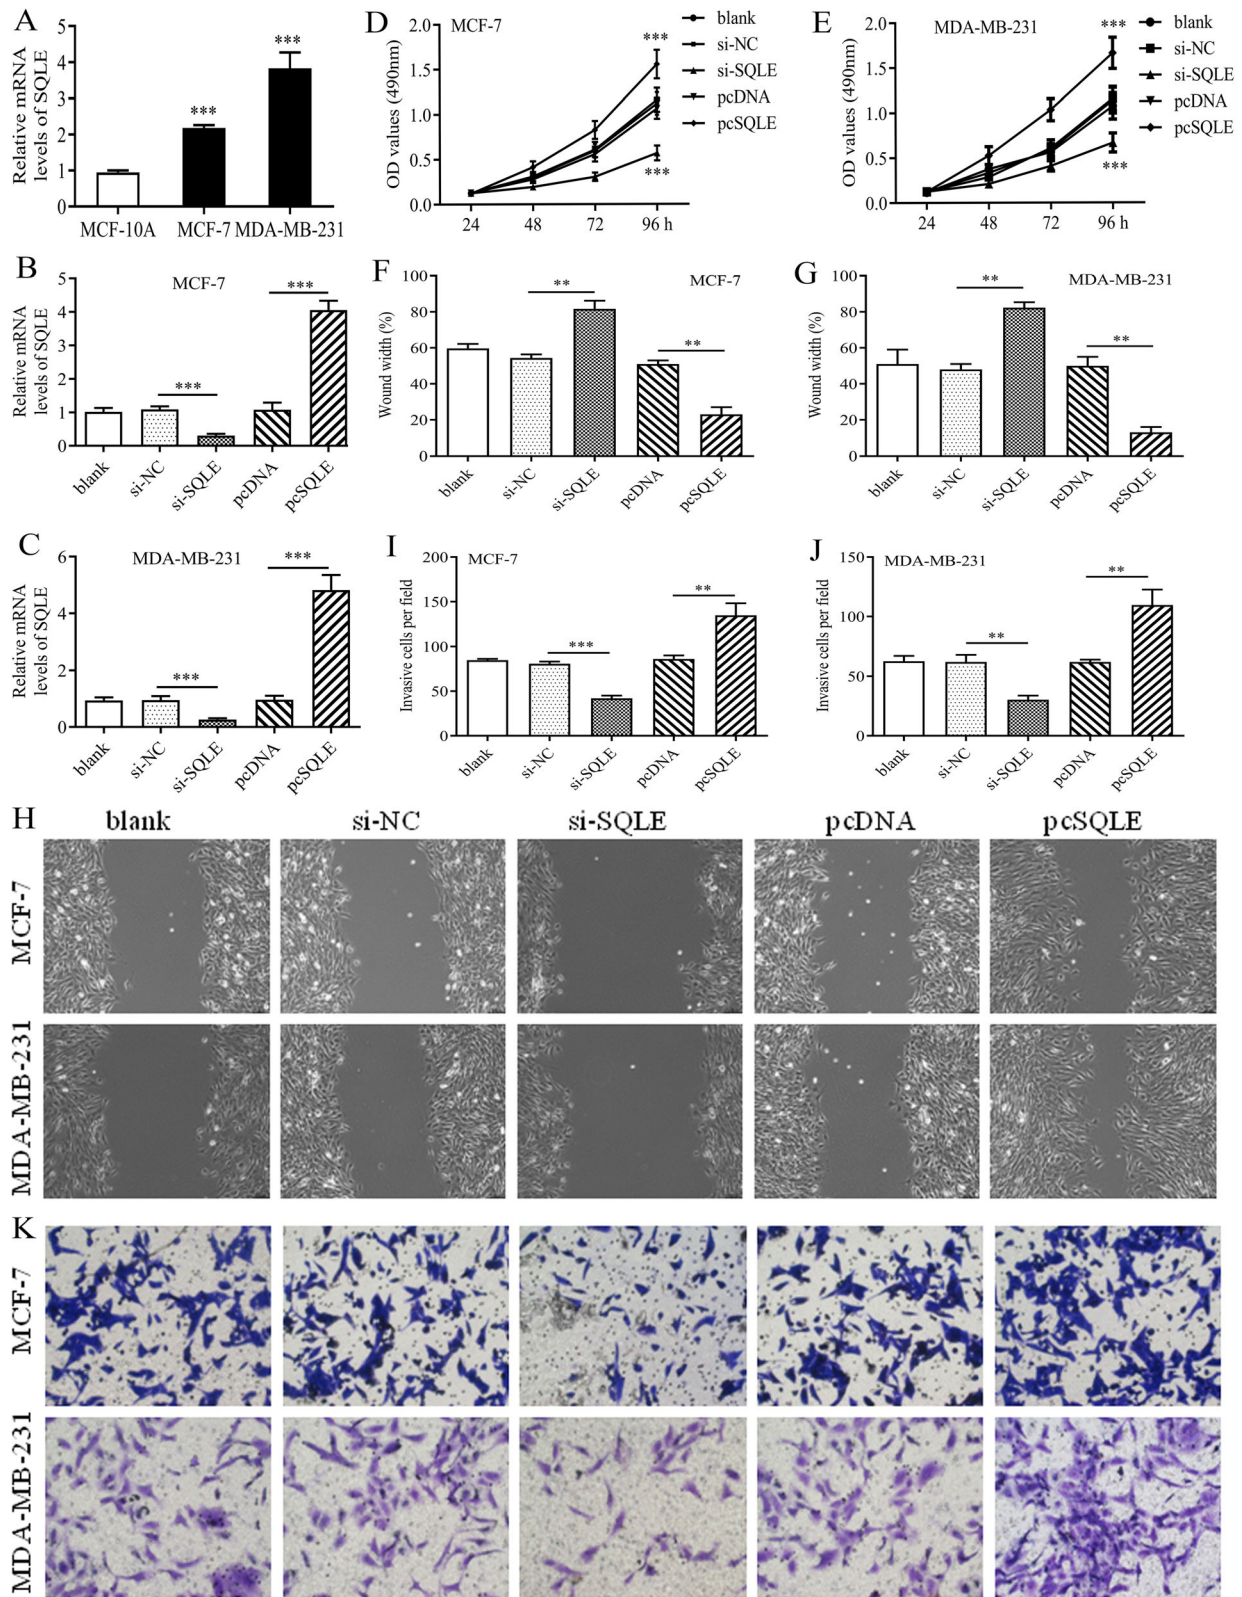 A
Relative mRNA
levels of SQLE
5
4
3
2
1
0
***
***
MCF-10A MCF-7 MDA-MB-231
D
MCF-7
OD values (490nm)
2.0
1.5
1.0
0.5
0.0
***
***
24 48 72 96 h
blank
si-NC
si-SQLE
pcDNA
pcSQLE
E
MDA-MB-231
OD values (490nm)
2.0
1.5
1.0
0.5
0.0
***
***
24 48 72 96 h
blank
si-NC
si-SQLE
pcDNA
pcSQLE
B
MCF-7
Relative mRNA
levels of SQLE
5
4
3
2
1
0
***
***
blank si-NC si-SQLE pcDNA pcSQLE
F
MCF-7
Wound width (%)
100
80
60
40
20
0
**
**
blank si-NC si-SQLE pcDNA pcSQLE
G
MDA-MB-231
Wound width (%)
100
80
60
40
20
0
**
**
blank si-NC si-SQLE pcDNA pcSQLE
C
MDA-MB-231
Relative mRNA
levels of SQLE
6
4
2
0
***
***
blank si-NC si-SQLE pcDNA pcSQLE
I
MCF-7
Invasive cells per field
200
150
100
50
0
***
**
blank si-NC si-SQLE pcDNA pcSQLE
J
MDA-MB-231
Invasive cells per field
150
100
50
0
**
**
blank si-NC si-SQLE pcDNA pcSQLE
H
blank si-NC si-SQLE pcDNA pcSQLE
MCF-7
MDA-MB-231
K
MCF-7
MDA-MB-231